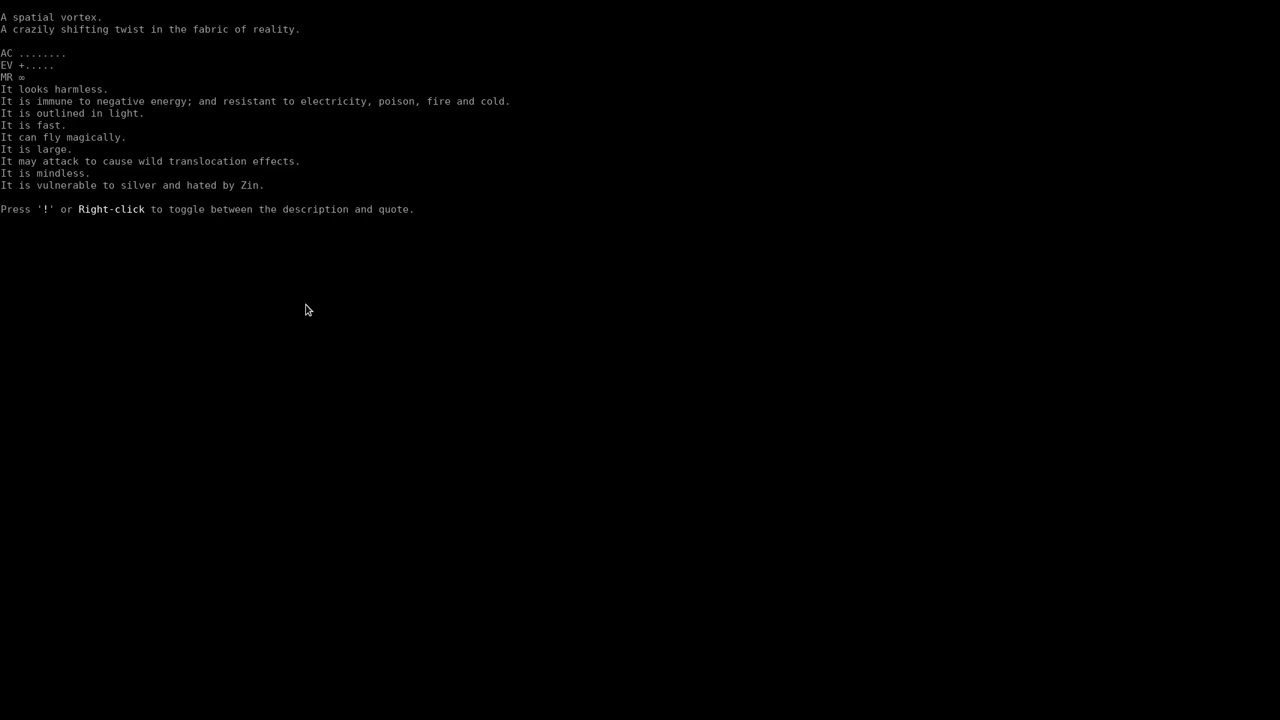 A spatial vortex.
A crazily shifting twist in the fabric of reality.
AC ........
EV +.....
MR ∞
It looks harmless.
It is immune to negative energy; and resistant to electricity, poison, fire and cold.
It is outlined in light.
It is fast.
It can fly magically.
It is large.
It may attack to cause wild translocation effects.
It is mindless.
It is vulnerable to silver and hated by Zin.
Press '!' or Right-click to toggle between the description and quote.